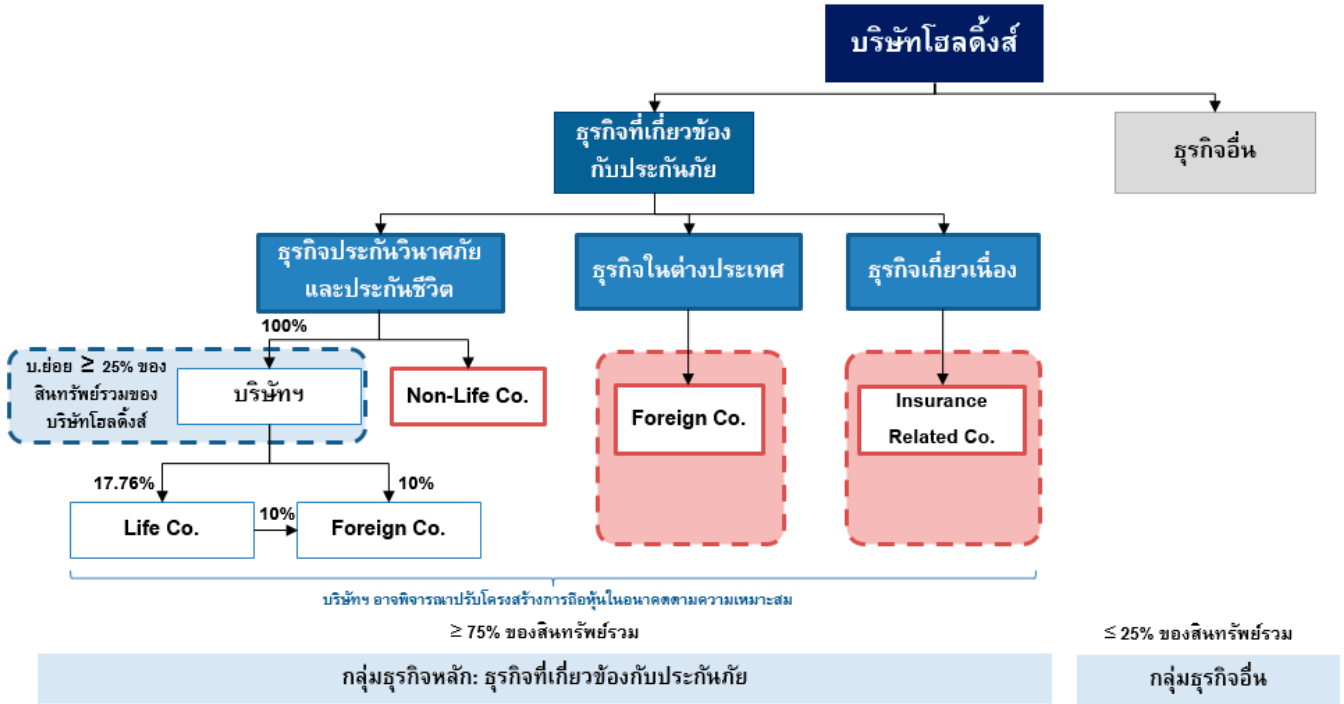 บริษัทโฮลดิ้งส์
ธุรกิจที่เกี่ยวข้อง
กับประกันภัย
ธุรกิจอื่น
ธุรกิจประกันวินาศภัย
และประกันชีวิต
ธุรกิจในต่างประเทศ
ธุรกิจเกี่ยวเนื่อง
100%
บ.ย่อย ≥ 25% ของ
สินทรัพย์รวมของ
บริษัทโฮลดิ้งส์
บริษัทฯ
Non-Life Co.
Foreign Co.
Insurance
Related Co.
17.76%
10%
10%
Life Co.
Foreign Co.
บริษัทฯ อาจพิจารณาปรับโครงสร้างการถือหุ้นในอนาคตตามความเหมาะสม
≥ 75% ของสินทรัพย์รวม
≤ 25% ของสินทรัพย์รวม
กลุ่มธุรกิจหลัก: ธุรกิจที่เกี่ยวข้องกับประกันภัย
กลุ่มธุรกิจอื่น